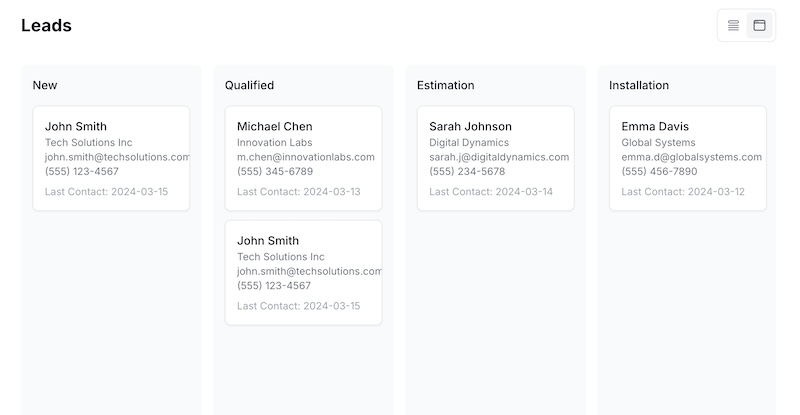 Leads
New
John Smith
Tech Solutions Inc
john.smith@techsolutions.com
(555) 123-4567
Last Contact: 2024-03-15
Qualified
Michael Chen
Innovation Labs
m.chen@innovationlabs.com
(555) 345-6789
Last Contact: 2024-03-13
John Smith
Tech Solutions Inc
john.smith@techsolutions.com
(555) 123-4567
Last Contact: 2024-03-15
Estimation
Sarah Johnson
Digital Dynamics
sarah.j@digitaldynamics.com
(555) 234-5678
Last Contact: 2024-03-14
Installation
Emma Davis
Global Systems
emma.d@globalsystems.com
(555) 456-7890
Last Contact: 2024-03-12